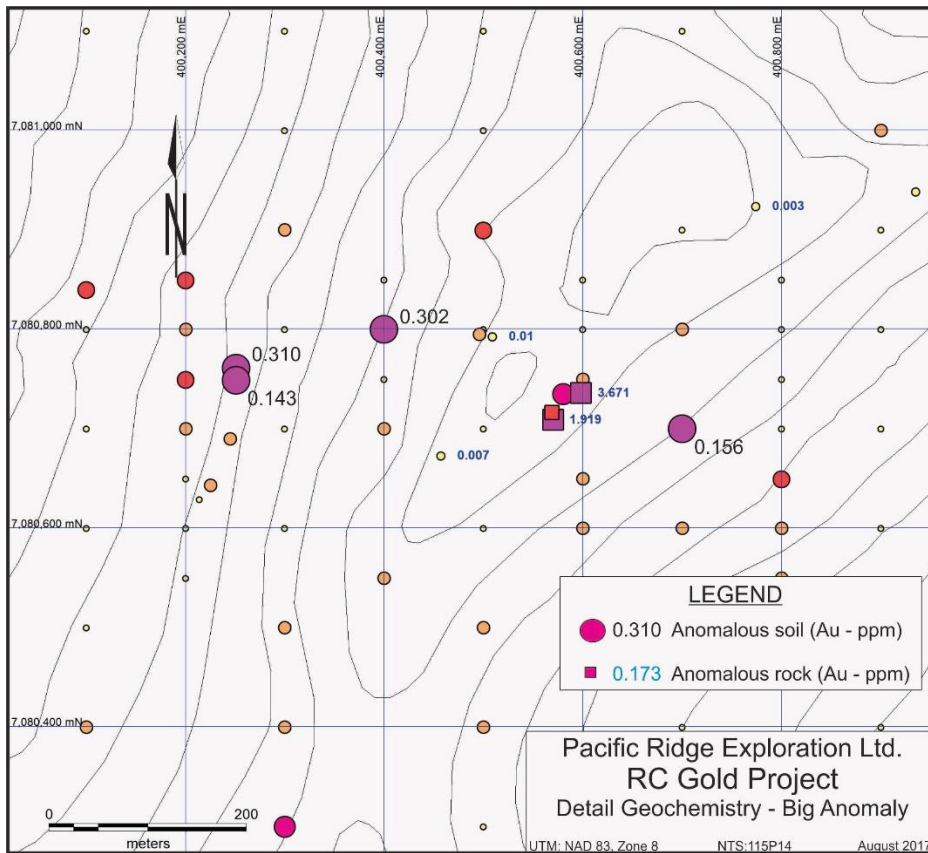 400,200 mE
400,400 mE
400,600 mE
400,800 mE
7,081,000 mN
N
0.003
7,080,800 mN
0.302
0.01
0.310
0.143
3.671
1.919
0.156
0.007
7,080,600 mN
LEGEND
0.310 Anomalous soil (Au - ppm)
0.173 Anomalous rock (Au - ppm)
7,080,400 mN
Pacific Ridge Exploration Ltd.
RC Gold Project
Detail Geochemistry - Big Anomaly
0 200
meters
UTM: NAD 83, Zone 8 NTS:115P14 August 2017